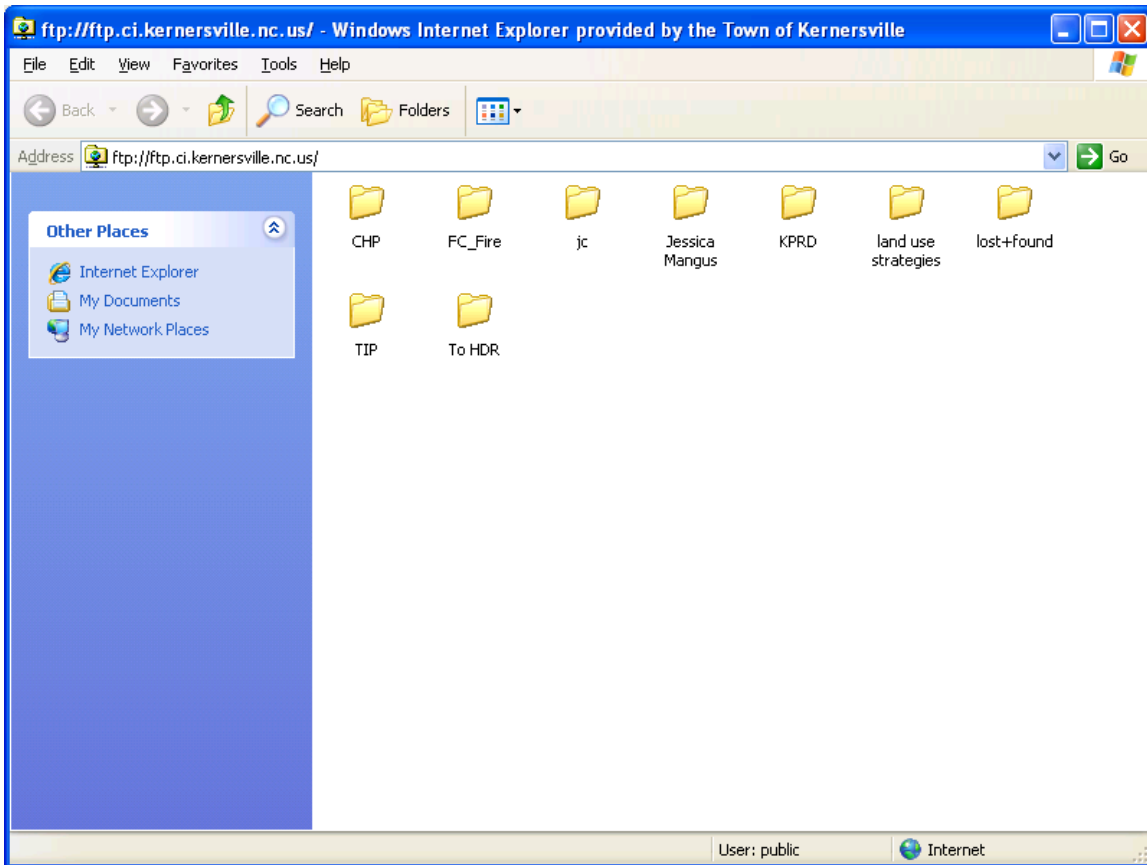 ftp://ftp.ci.kernersville.nc.us/ - Windows Internet Explorer provided by the Town of Kernersville
File Edit View Favorites Tools Help
Back Search Folders
Address ftp://ftp.ci.kernersville.nc.us/ Go
Other Places
Internet Explorer
My Documents
My Network Places
CHP FC_Fire jc Jessica Mangus KPRD land use strategies lost+found
TIP To HDR
User: public Internet